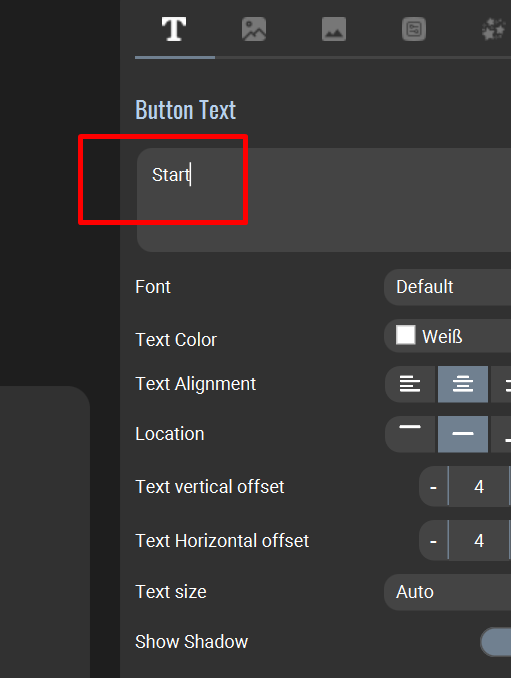 Button Text
Start
Font
Default
Text Color
Weiß
Text Alignment
Location
Text vertical offset
- 4
Text Horizontal offset
- 4
Text size
Auto
Show Shadow